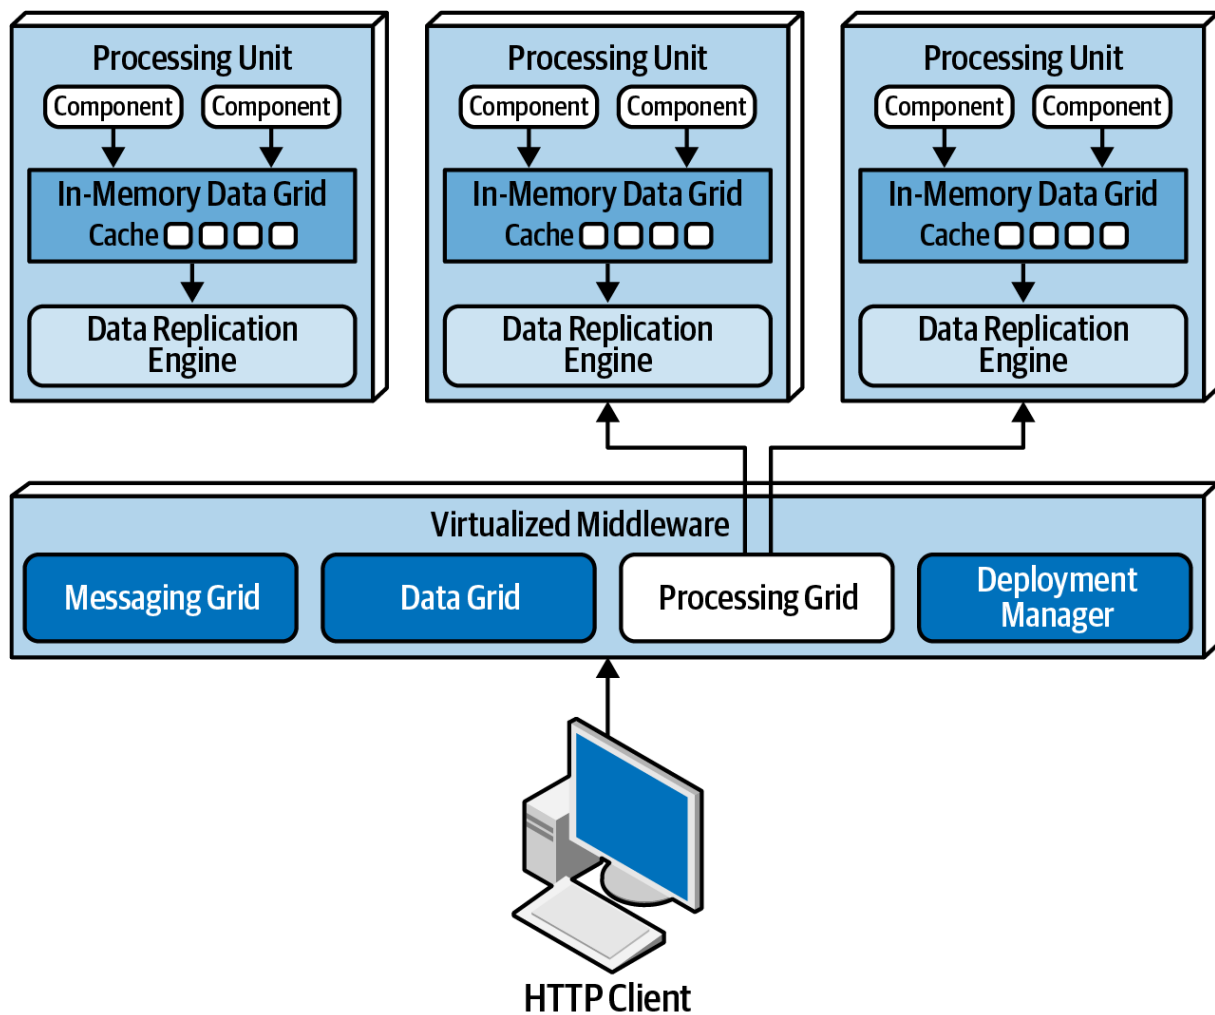 Processing Unit
Component Component
In-Memory Data Grid
Cache
Data Replication
Engine
Processing Unit
Component Component
In-Memory Data Grid
Cache
Data Replication
Engine
Processing Unit
Component Component
In-Memory Data Grid
Cache
Data Replication
Engine
Virtualized Middleware
Messaging Grid
Data Grid
Processing Grid
Deployment
Manager
HTTP Client